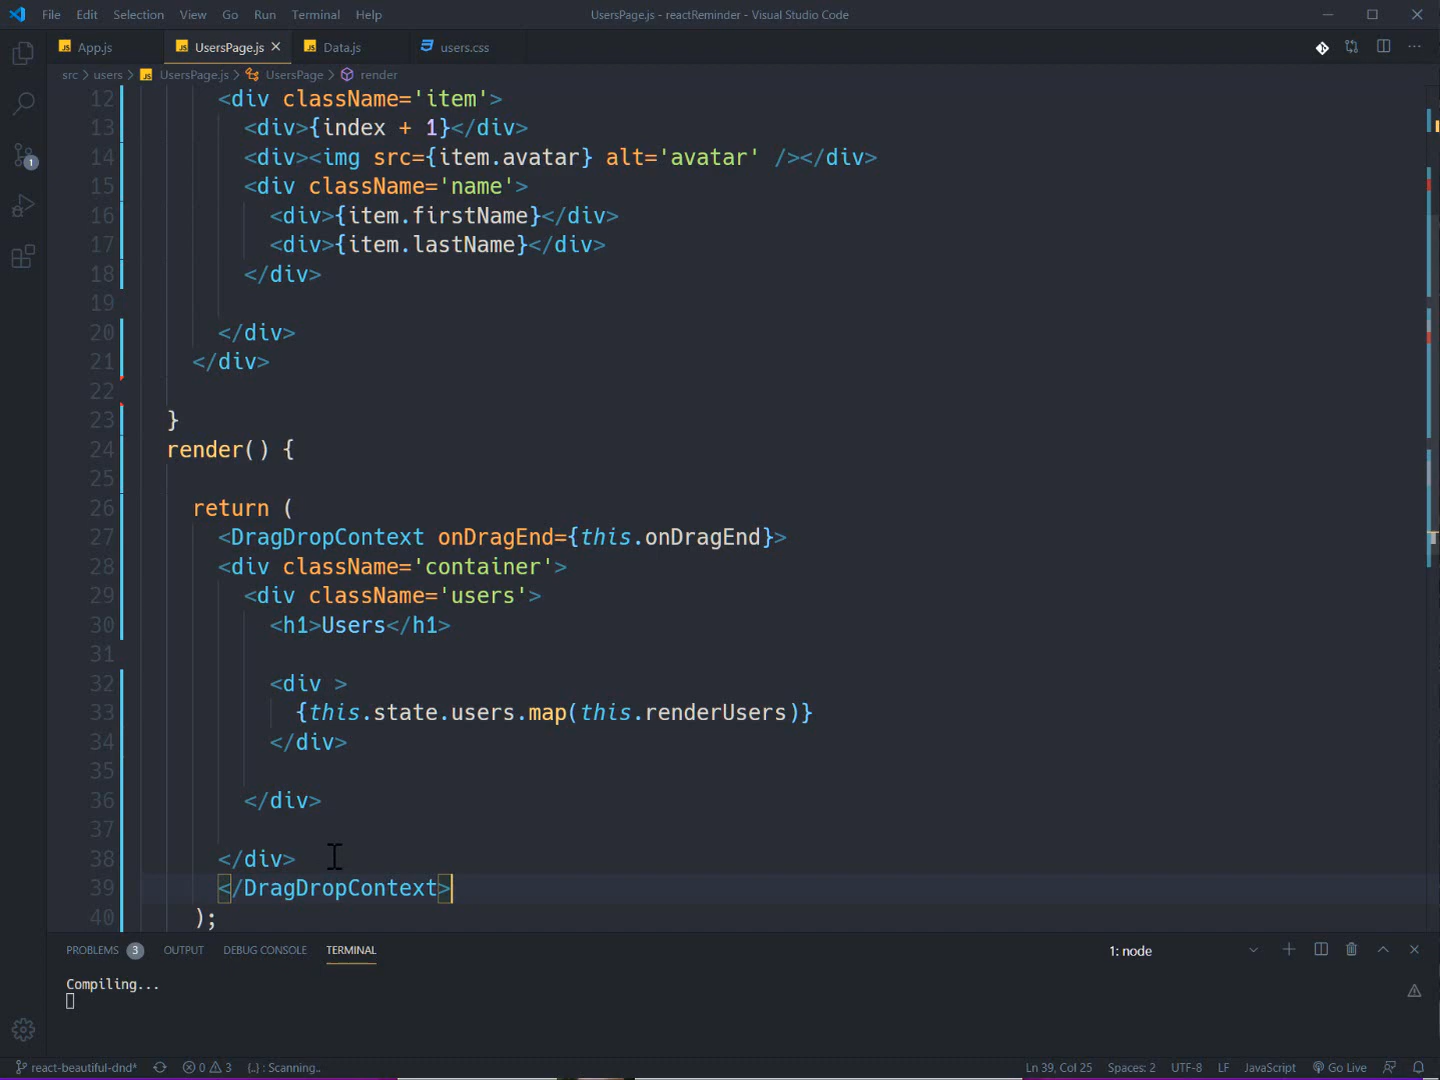 File Edit Selection View Go Run Terminal Help UsersPage.js - reactReminder - Visual Studio Code
JS App.js JS UsersPage.js JS Data.js users.css
src > users > JS UsersPage.js > UsersPage > render
12 <div className='item'>
13 <div>{index + 1}</div>
14 <div><img src={item.avatar} alt='avatar' /></div>
15 <div className='name'>
16 <div>{item.firstName}</div>
17 <div>{item.lastName}</div>
18 </div>
19
20 </div>
21 </div>
22
23 }
24 render() {
25
26 return (
27 <DragDropContext onDragEnd={this.onDragEnd}>
28 <div className='container'>
29 <div className='users'>
30 <h1>Users</h1>
31
32 <div >
33 {this.state.users.map(this.renderUsers)}
34 </div>
35
36 </div>
37
38 </div>
39 </DragDropContext>
40 );
PROBLEMS 3 OUTPUT DEBUG CONSOLE TERMINAL 1: node
Compiling...
1
react-beautiful-dnd* 0 3 {..} : Scanning.. Ln 39, Col 25 Spaces: 2 UTF-8 LF JavaScript Go Live